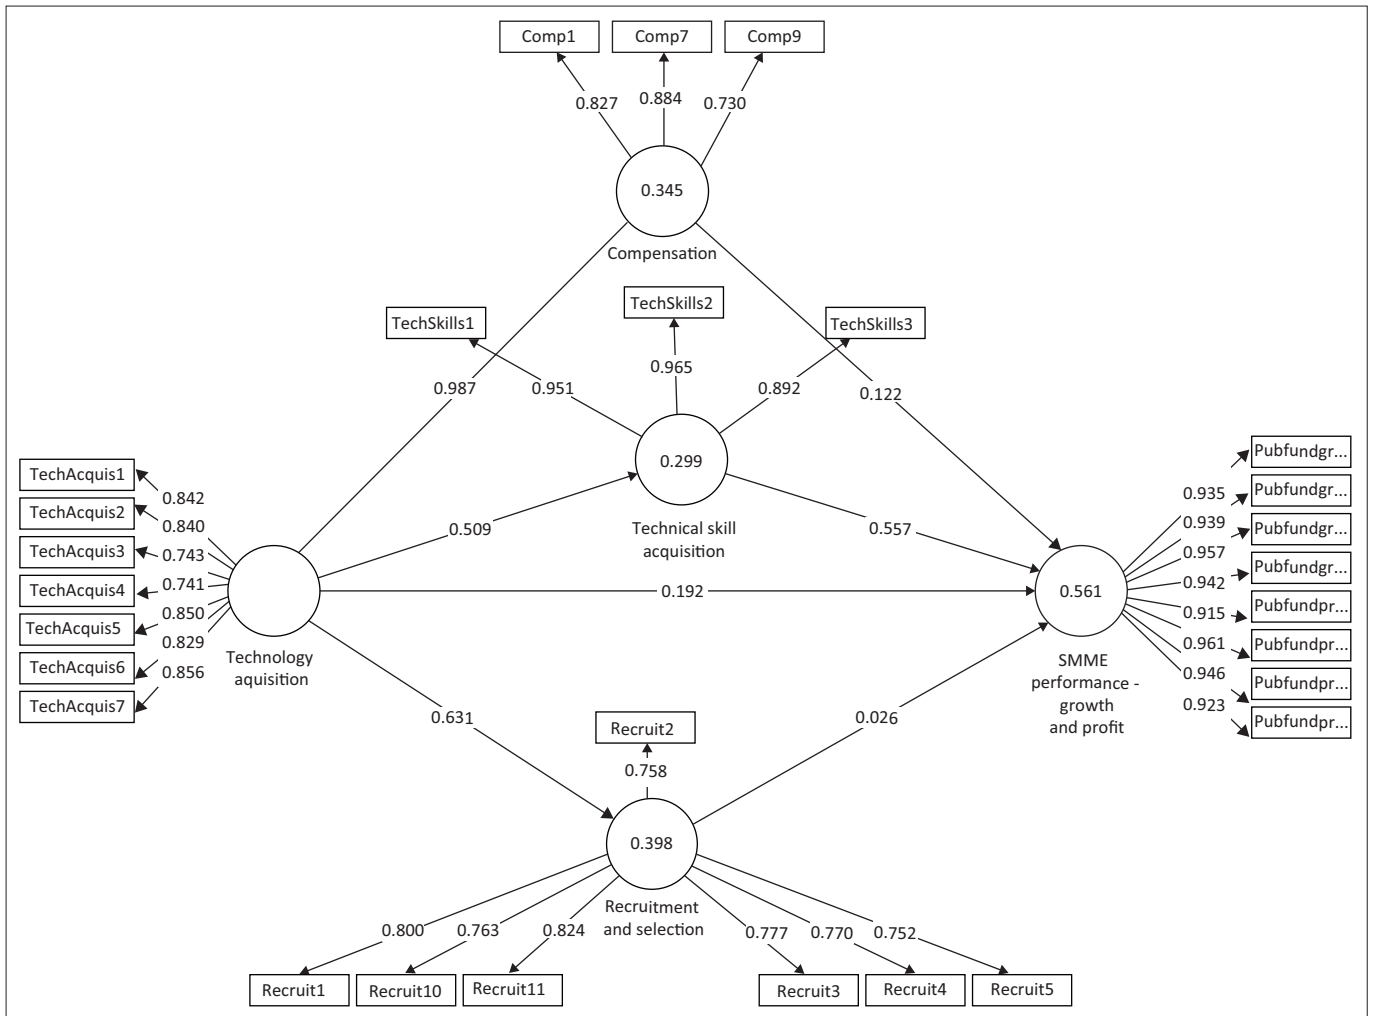 Comp1
Comp7
Comp9
0.827
0.884
0.730
0.345
Compensation
TechSkills1
TechSkills2
TechSkills3
0.987
0.951
0.965
0.892
0.122
0.299
Technical skill
acquisition
0.509
0.557
0.192
TechAcquis1
TechAcquis2
TechAcquis3
TechAcquis4
TechAcquis5
TechAcquis6
TechAcquis7
0.842
0.840
0.743
0.741
0.850
0.829
0.856
Technology
aquisition
0.561
SMME
performance -
growth
and profit
0.935
0.939
0.957
0.942
0.915
0.961
0.946
0.923
Pubfundgr...
Pubfundgr...
Pubfundgr...
Pubfundgr...
Pubfundpr...
Pubfundpr...
Pubfundpr...
Pubfundpr...
0.631
0.026
Recruit2
0.758
0.398
Recruitment
and selection
0.800
0.763
0.824
0.777
0.770
0.752
Recruit1
Recruit10
Recruit11
Recruit3
Recruit4
Recruit5